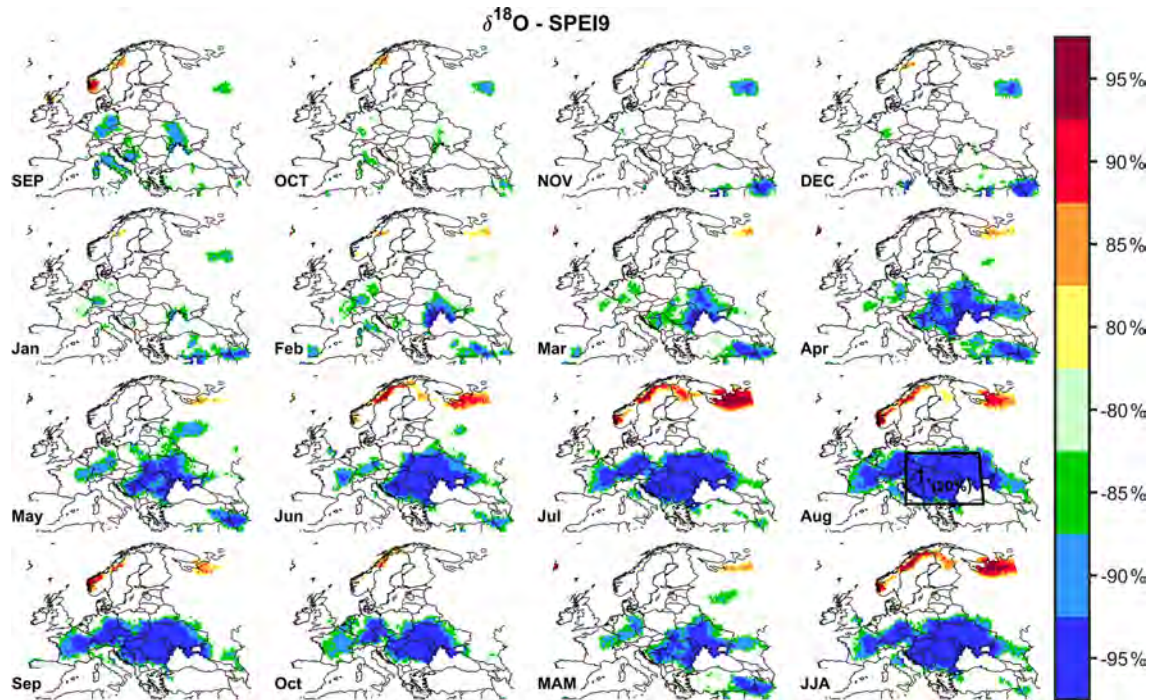 δ¹⁸O - SPEI9
SEP
OCT
NOV
DEC
Jan
Feb
Mar
Apr
May
Jun
Jul
Aug
Sep
Oct
MAM
JJA
95%
90%
85%
80%
-80%
-85%
-90%
-95%